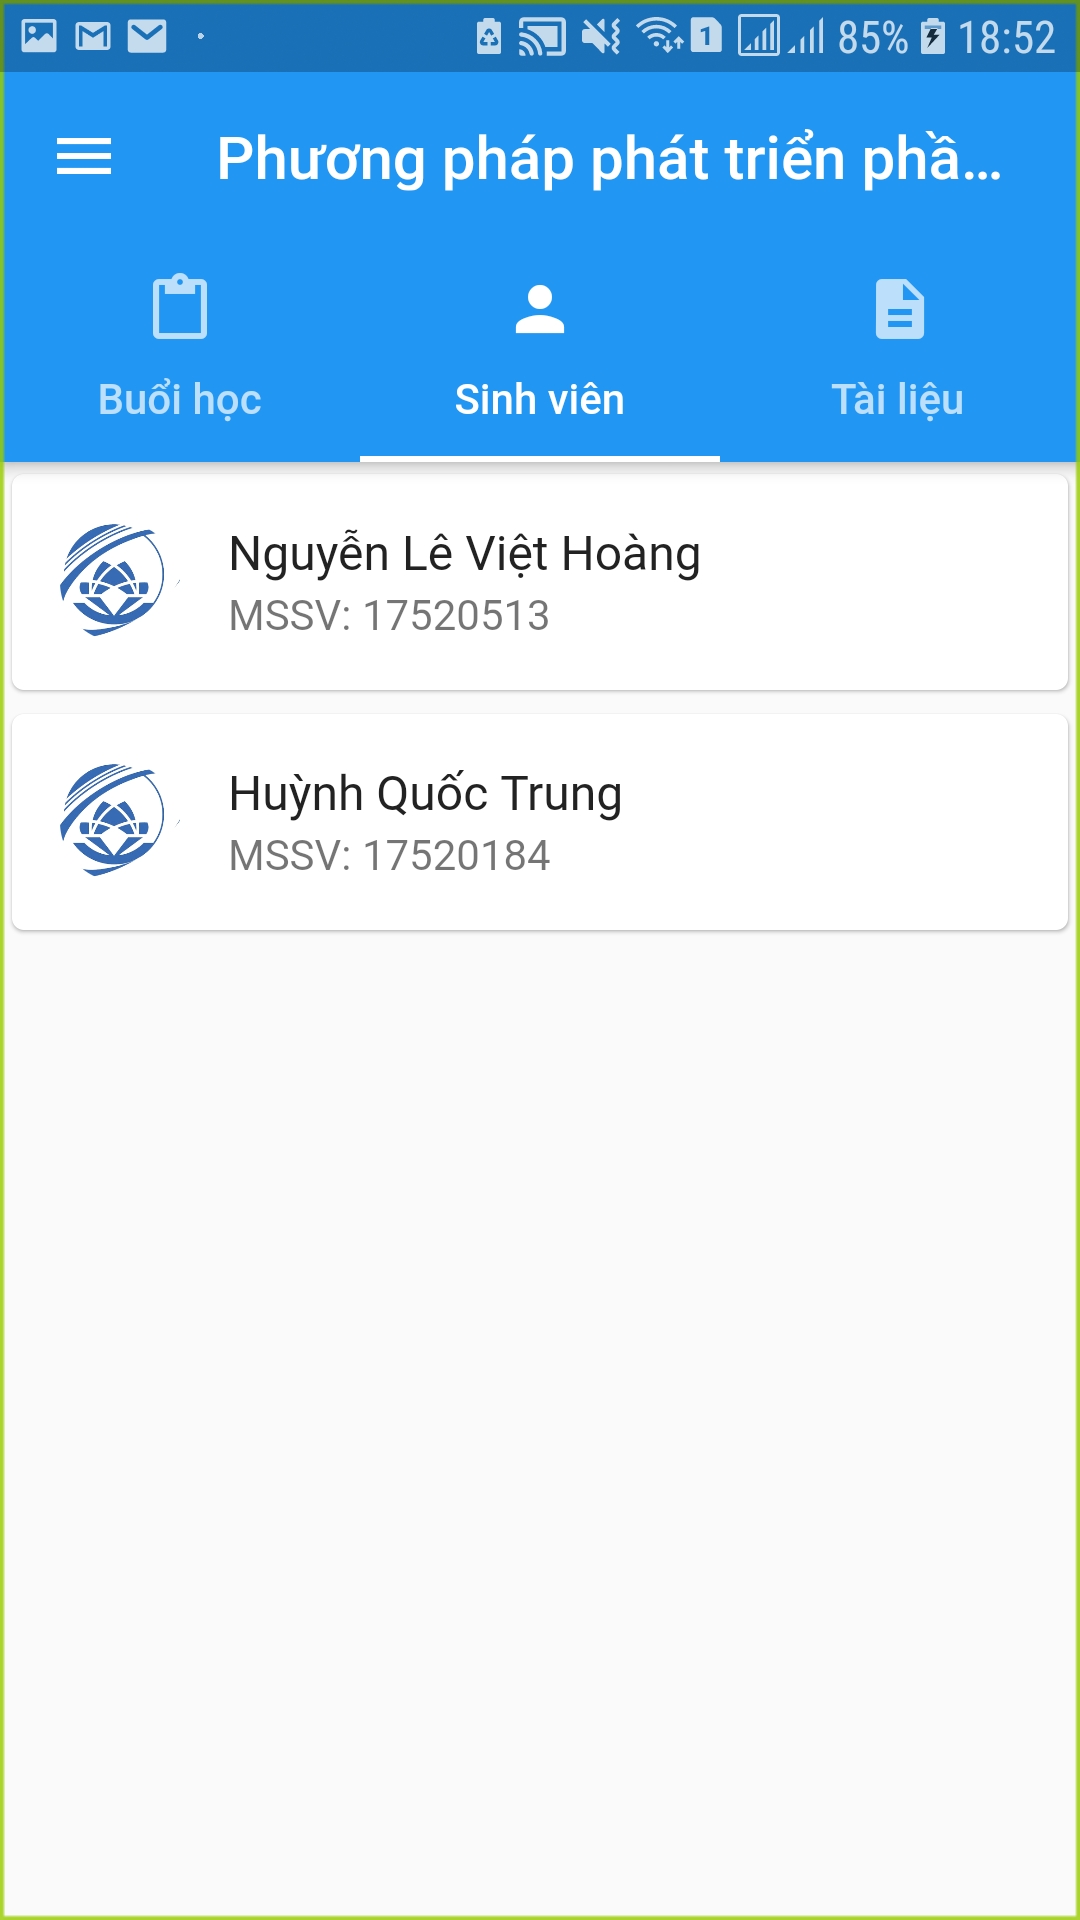 1 85% 18:52
Phương pháp phát triển phầ...
Buổi học Sinh viên Tài liệu
Nguyễn Lê Việt Hoàng
MSSV: 17520513
Huỳnh Quốc Trung
MSSV: 17520184